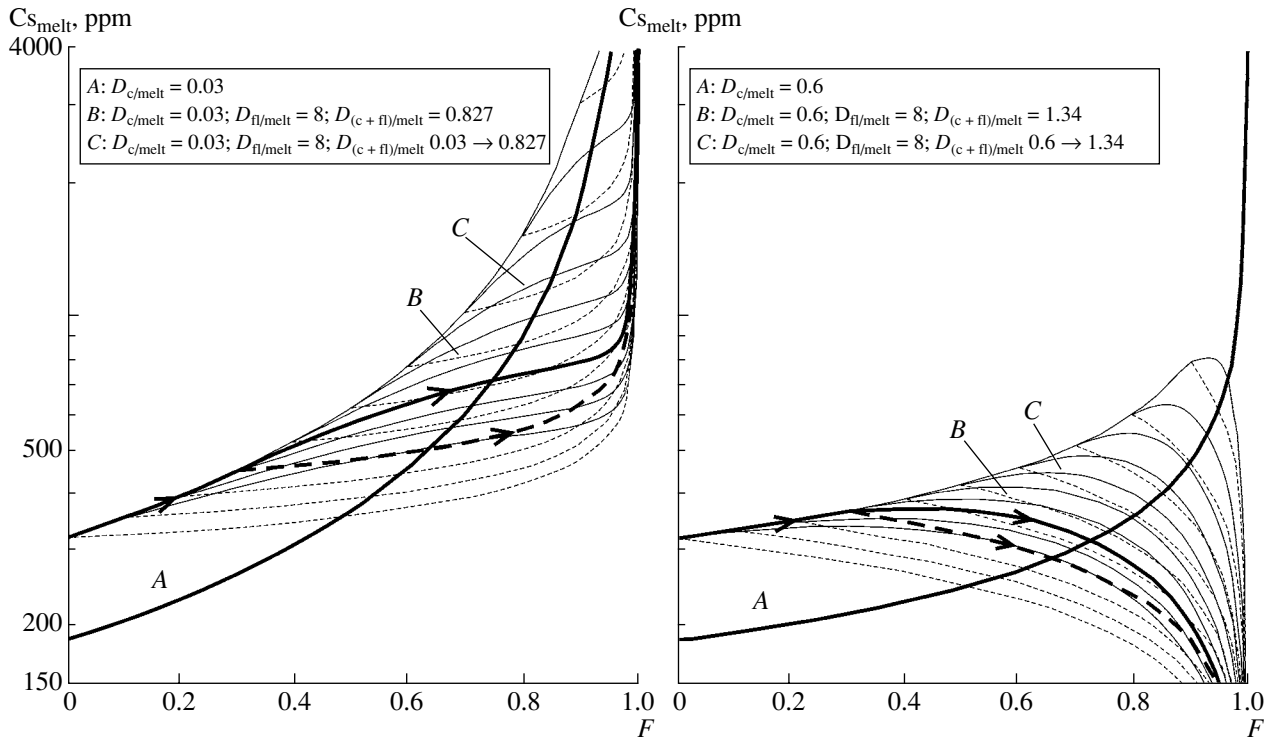 Cs_melt, ppm
4000
A: D_c/melt = 0.03
B: D_c/melt = 0.03; D_fl/melt = 8; D_(c + fl)/melt = 0.827
C: D_c/melt = 0.03; D_fl/melt = 8; D_(c + fl)/melt 0.03 → 0.827
C
B
500
A
200
150
0 0.2 0.4 0.6 0.8 1.0
F
Cs_melt, ppm
A: D_c/melt = 0.6
B: D_c/melt = 0.6; D_fl/melt = 8; D_(c + fl)/melt = 1.34
C: D_c/melt = 0.6; D_fl/melt = 8; D_(c + fl)/melt 0.6 → 1.34
C
B
A
0 0.2 0.4 0.6 0.8 1.0
F